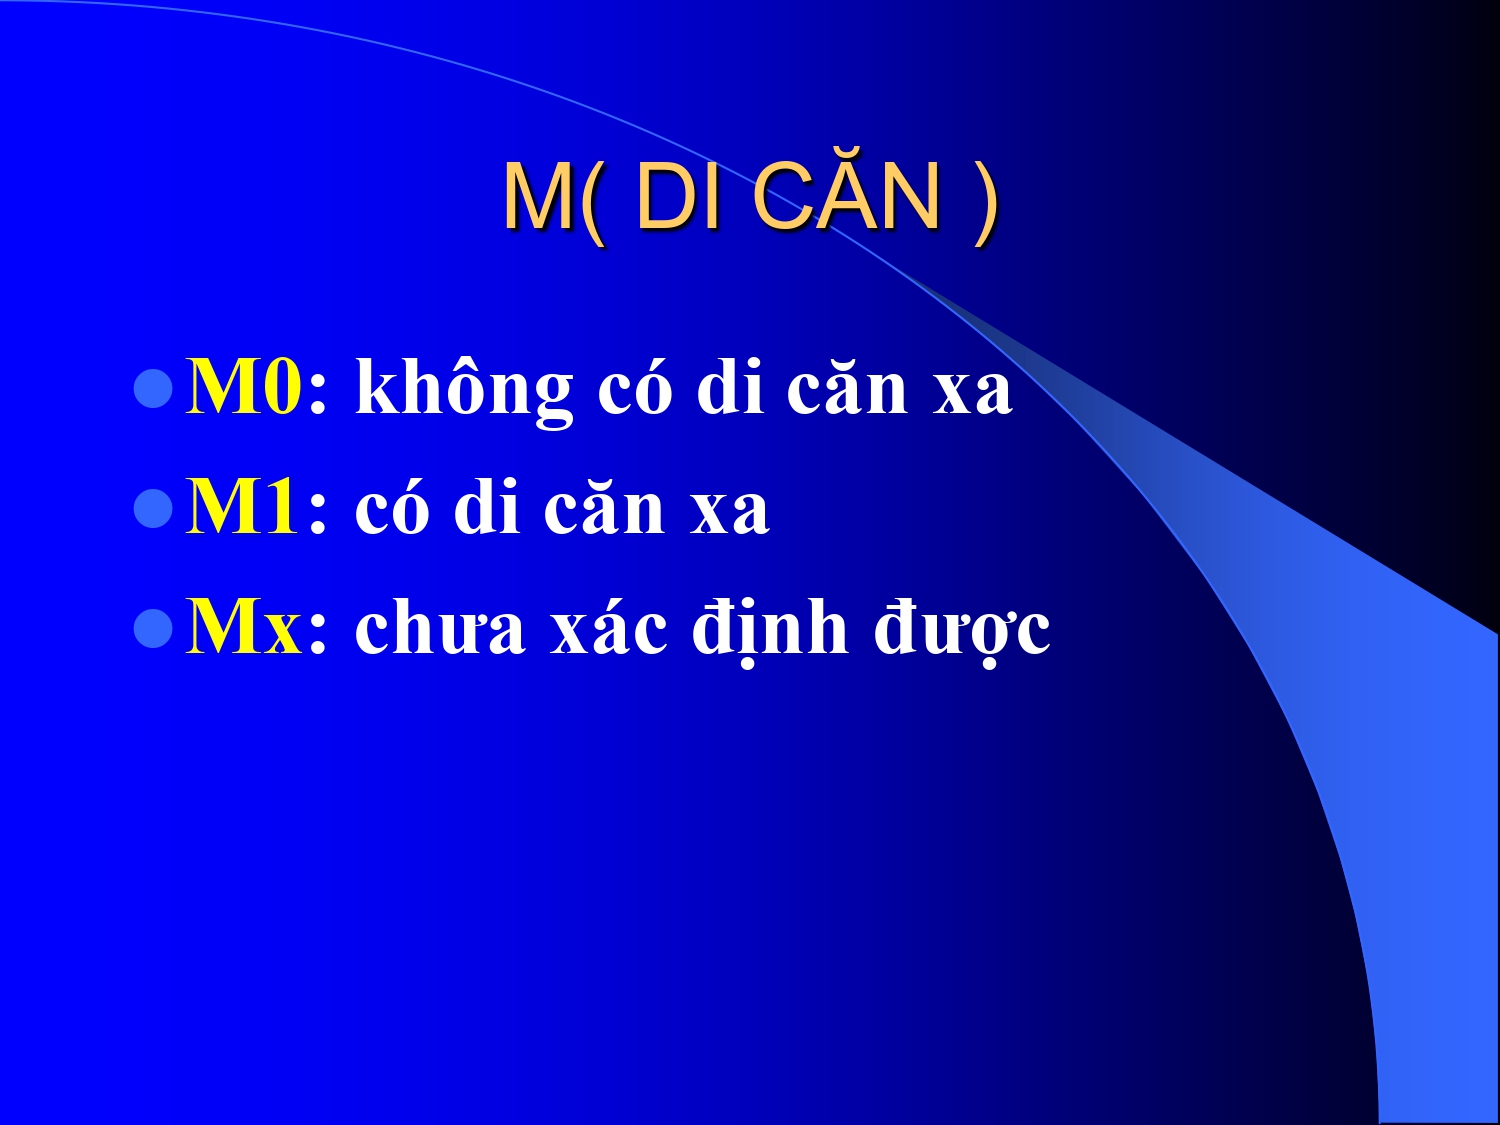 M( DI CĂN )
M0: không có di căn xa
M1: có di căn xa
Mx: chưa xác định được